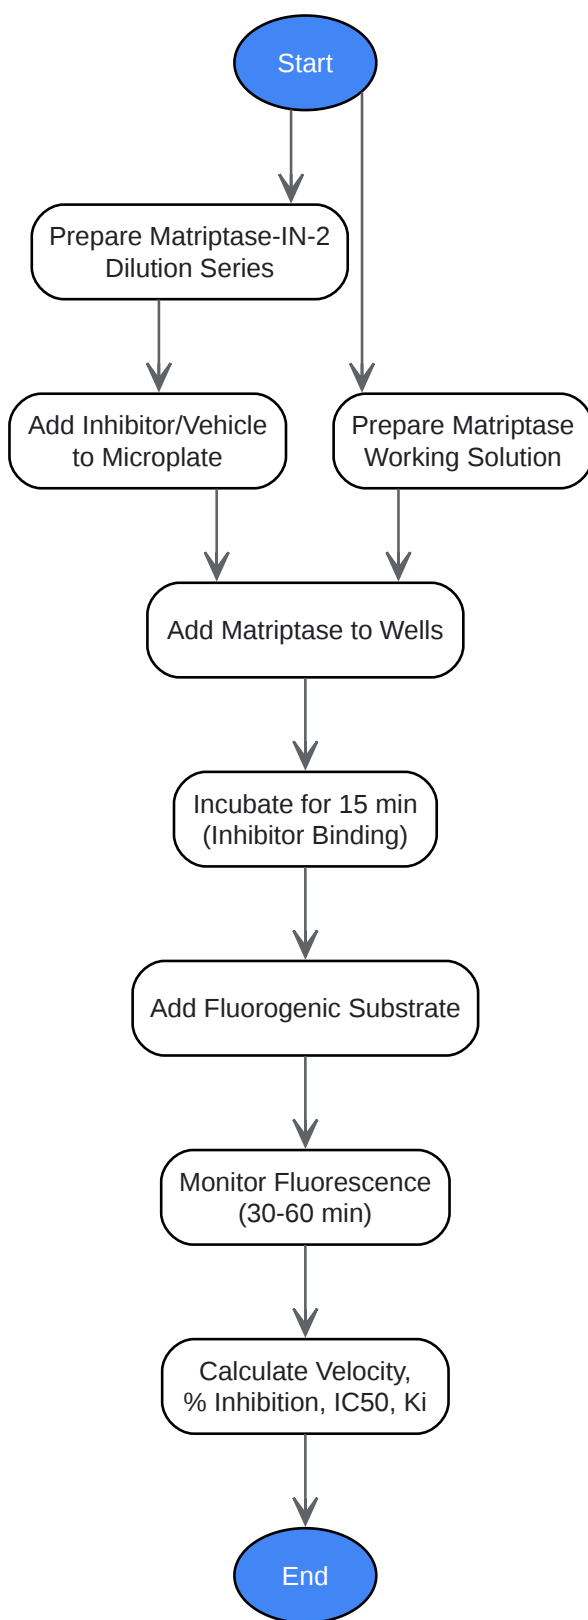 Start
Prepare Matriptase-IN-2
Dilution Series
Add Inhibitor/Vehicle
to Microplate
Prepare Matriptase
Working Solution
Add Matriptase to Wells
Incubate for 15 min
(Inhibitor Binding)
Add Fluorogenic Substrate
Monitor Fluorescence
(30-60 min)
Calculate Velocity,
% Inhibition, IC50, Ki
End